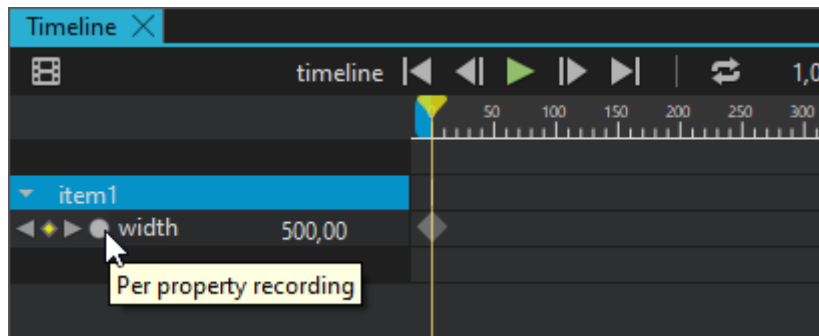 Timeline
timeline 1,0
50 100 150 200 250 300
item1
width 500,00
Per property recording